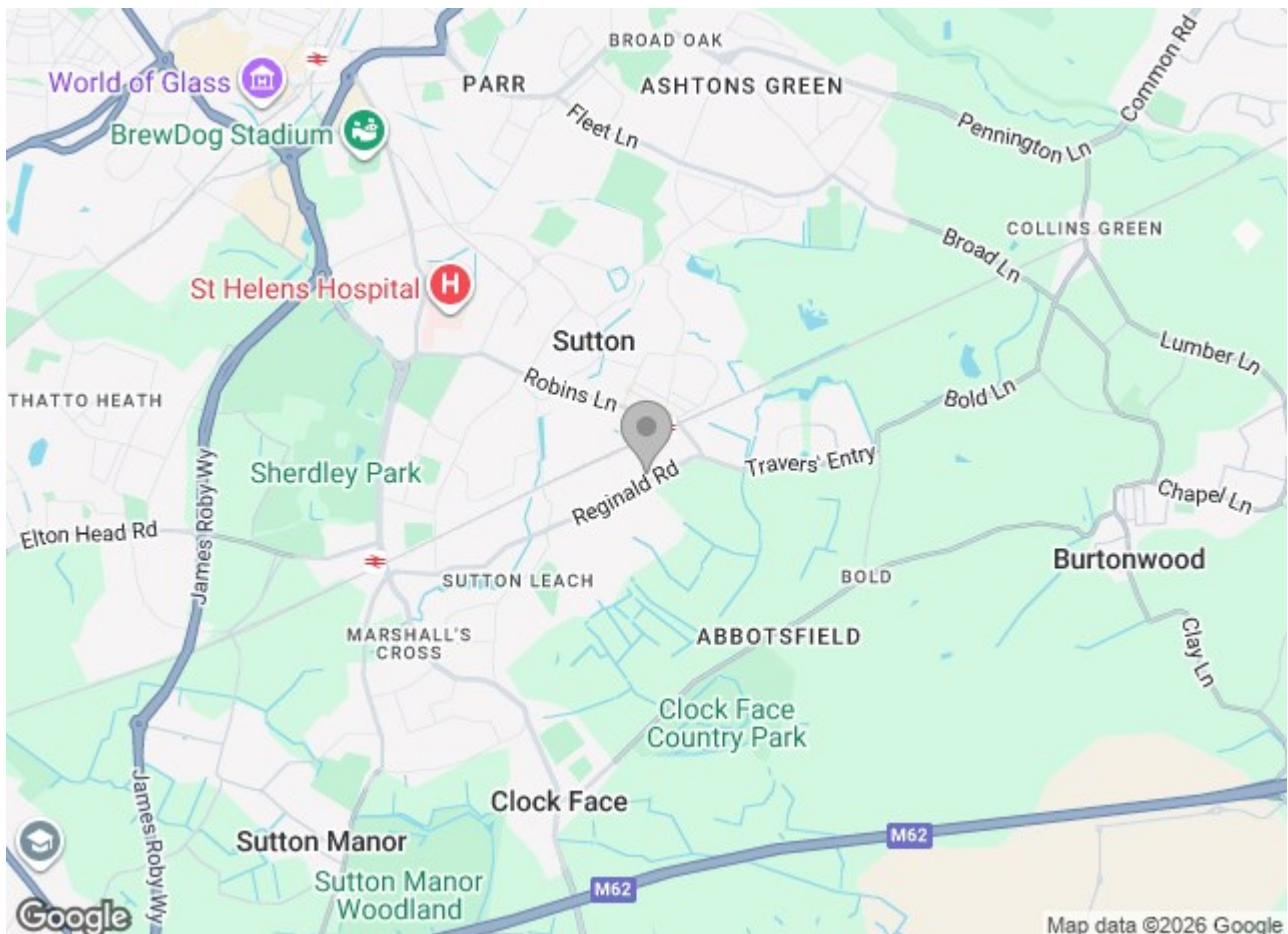 BROAD OAK
World of Glass
PARR
ASHTONS GREEN
Common Rd
BrewDog Stadium
Fleet Ln
Pennington Ln
COLLINS GREEN
Broad Ln
St Helens Hospital
H
Sutton
Lumber Ln
Robins Ln
Bold Ln
THATTO HEATH
James Roby Wy
Sherdley Park
Travers' Entry
Reginald Rd
Chapel Ln
Elton Head Rd
Burtonwood
SUTTON LEACH
BOLD
MARSHALL'S
CROSS
ABBOTSFIELD
Clay Ln
Clock Face
Country Park
James Roby Wy
Clock Face
Sutton Manor
M62
Sutton Manor
Woodland
M62
Google
Map data ©2026 Google